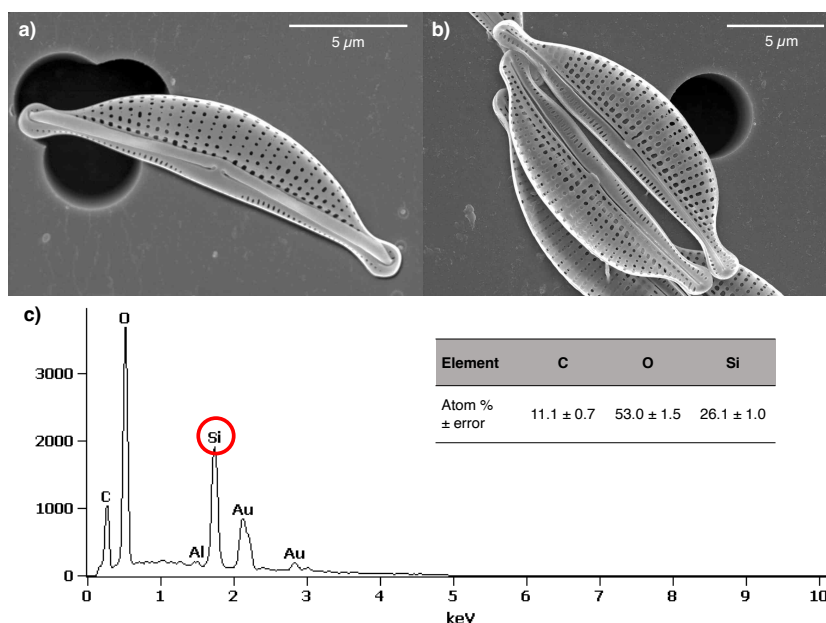 a)
5 µm
b)
5 µm
c)
O
3000
2000
1000
0
C
Al
Si
Au
Au
0 1 2 3 4 5 6 7 8 9 10
keV
Element C O Si
Atom %
± error
11.1 ± 0.7 53.0 ± 1.5 26.1 ± 1.0